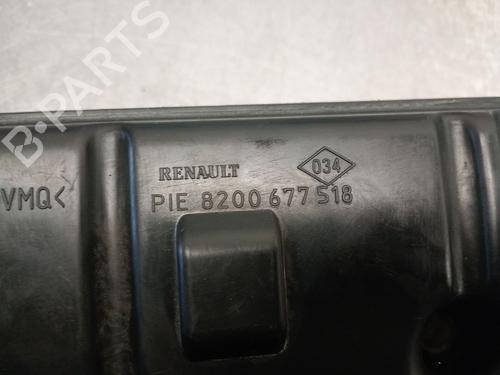 B-PARTS
RENAULT
034
VMQ<
PIE 8200 677 518